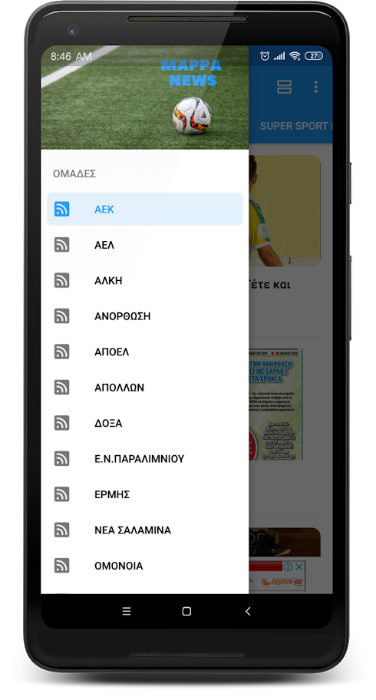 8:46 AM
27
MAPPA
NEWS
SUPER SPORT
ΟΜΑΔΕΣ
ΑΕΚ
ΑΕΛ
έτε και
ΑΛΚΗ
ΑΝΟΡΘΩΣΗ
ΑΠΟΕΛ
ΑΠΟΛΛΩΝ
ΔΟΞΑ
Ε.Ν.ΠΑΡΑΛΙΜΝΙΟΥ
ΕΡΜΗΣ
ΝΕΑ ΣΑΛΑΜΙΝΑ
ΟΜΟΝΟΙΑ